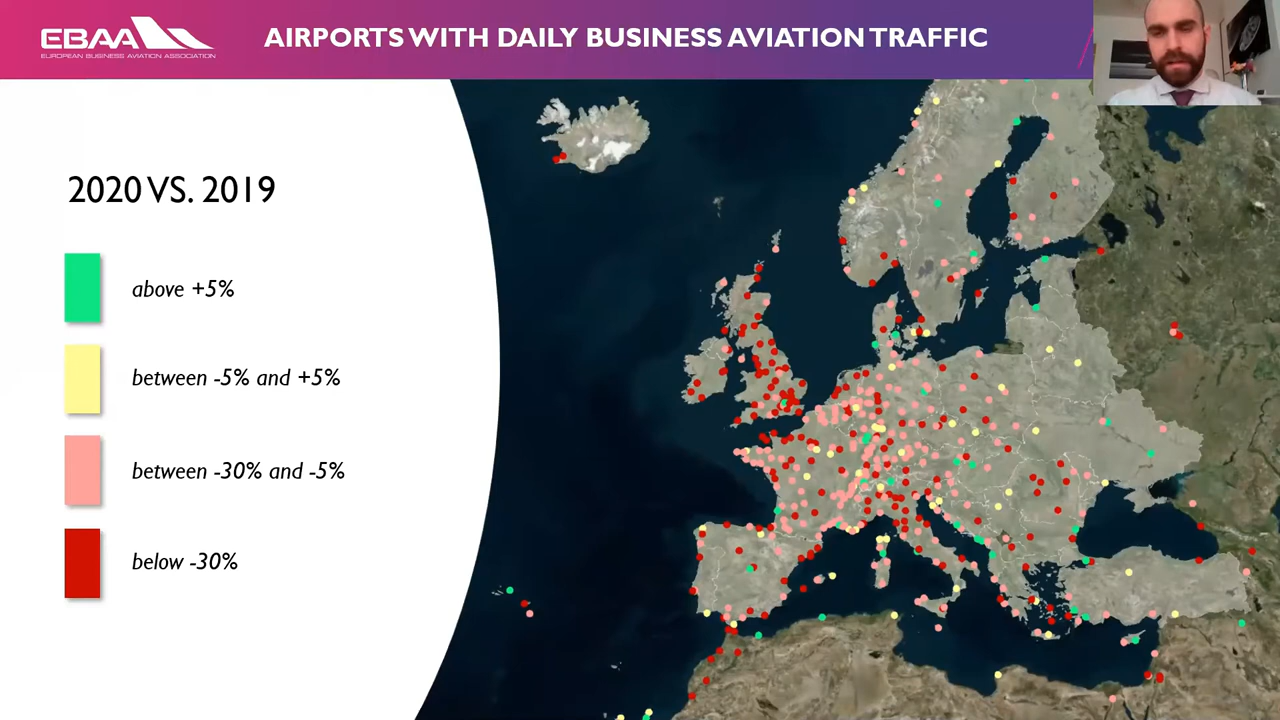 EBAA
EUROPEAN BUSINESS AVIATION ASSOCIATION
AIRPORTS WITH DAILY BUSINESS AVIATION TRAFFIC
2020 VS. 2019
above +5%
between -5% and +5%
between -30% and -5%
below -30%